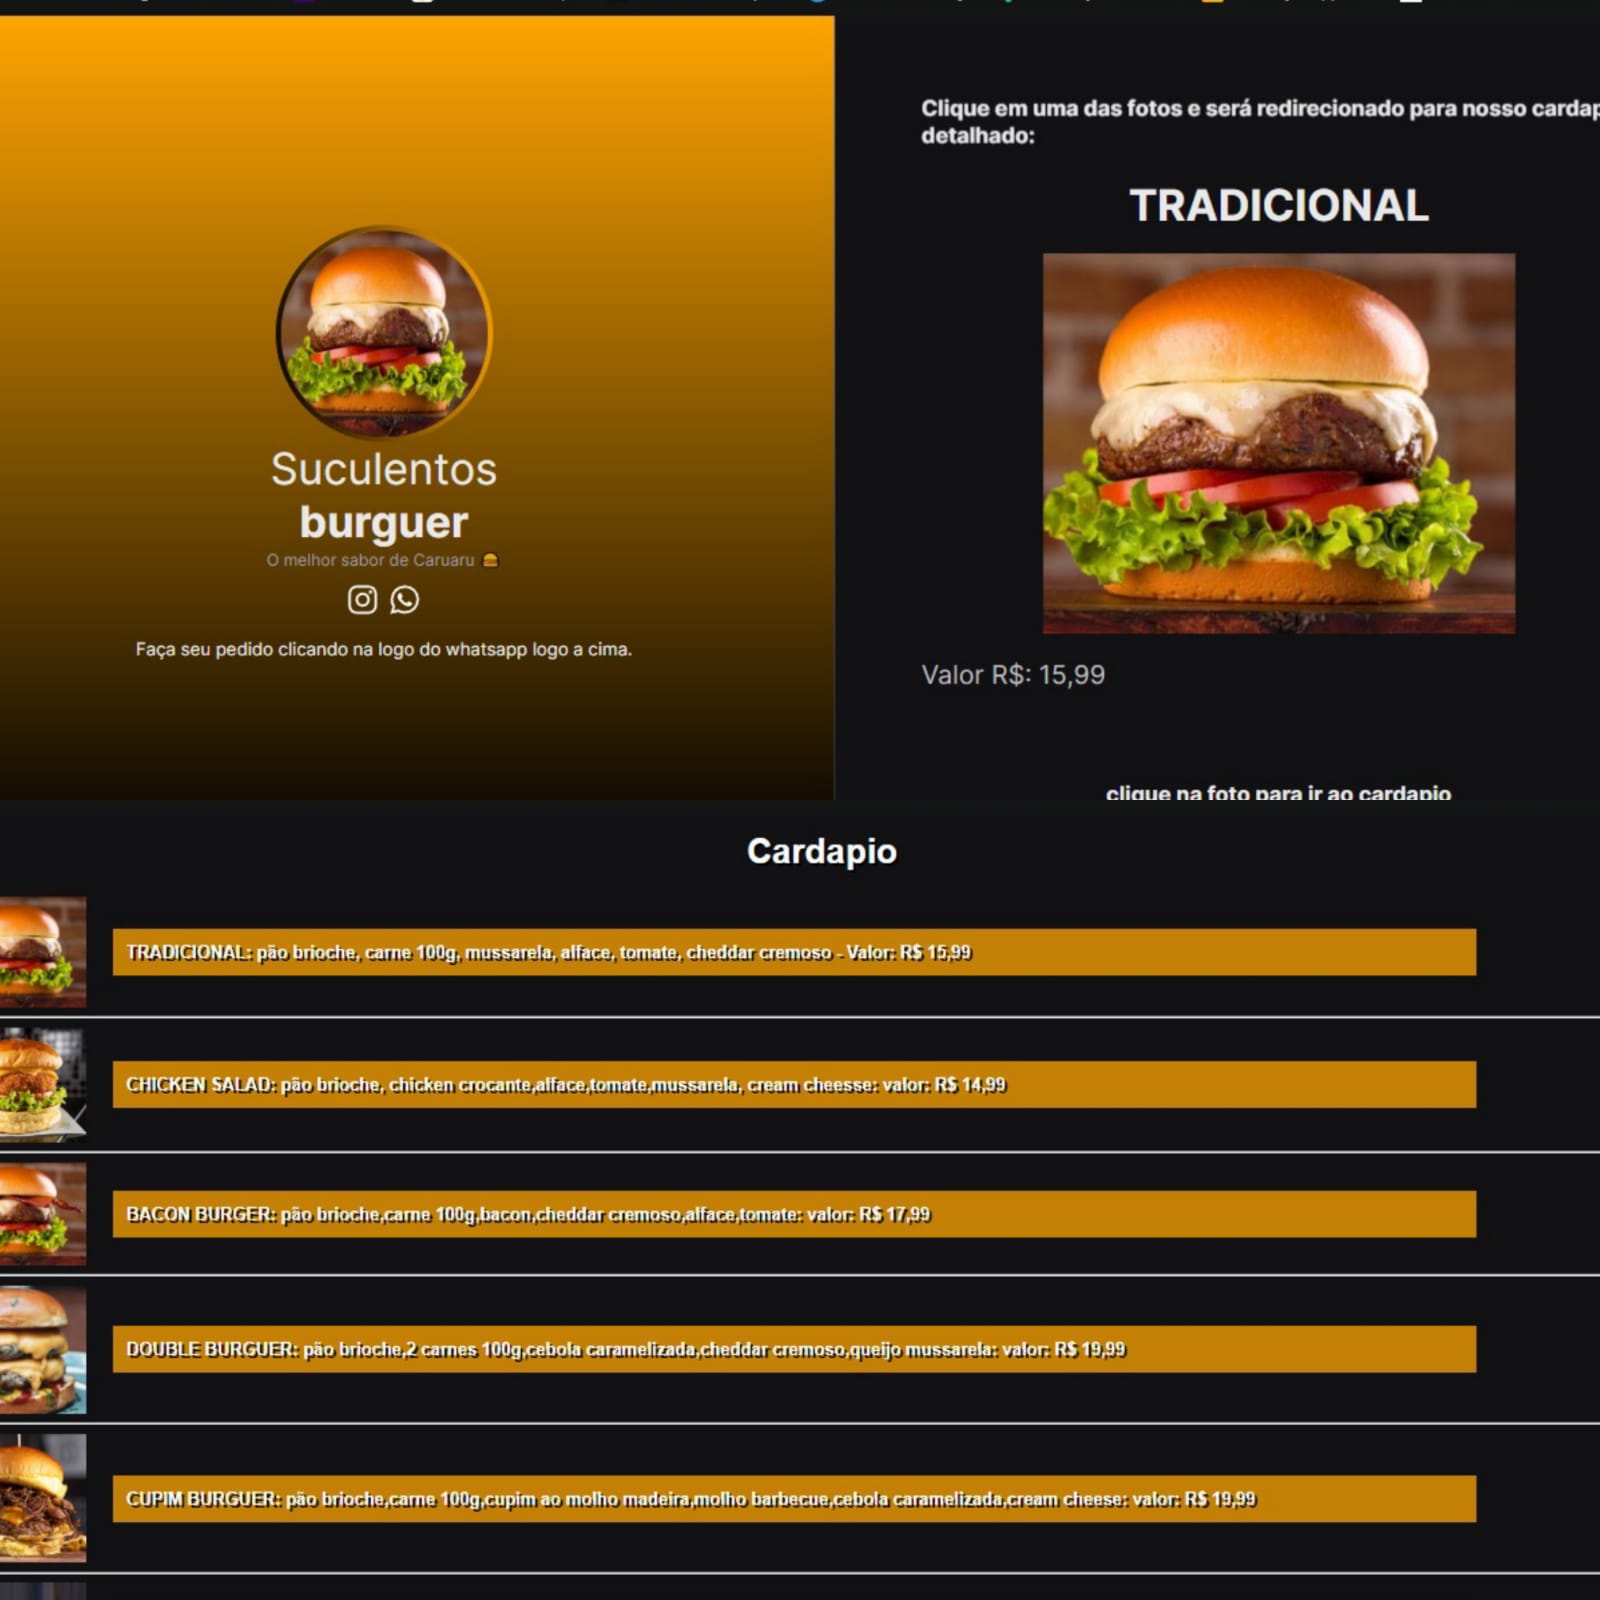 Suculentos
burguer
O melhor sabor de Caruaru
Faça seu pedido clicando na logo do whatsapp logo a cima.
Clique em uma das fotos e será redirecionado para nosso cardap
detalhado:
TRADICIONAL
Valor R$: 15,99
clique na foto para ir ao cardapio
Cardapio
TRADICIONAL: pão brioche, carne 100g, mussarela, alface, tomate, cheddar cremoso - Valor: R$ 15,99
CHICKEN SALAD: pão brioche, chicken crocante,alface,tomate,mussarela, cream cheesse: valor: R$ 14,99
BACON BURGER: pão brioche,carne 100g,bacon,cheddar cremoso,alface,tomate: valor: R$ 17,99
DOUBLE BURGUER: pão brioche,2 carnes 100g,cebola caramelizada,cheddar cremoso,queijo mussarela: valor: R$ 19,99
CUPIM BURGUER: pão brioche,carne 100g,cupim ao molho madeira,molho barbecue,cebola caramelizada,cream cheese: valor: R$ 19,99